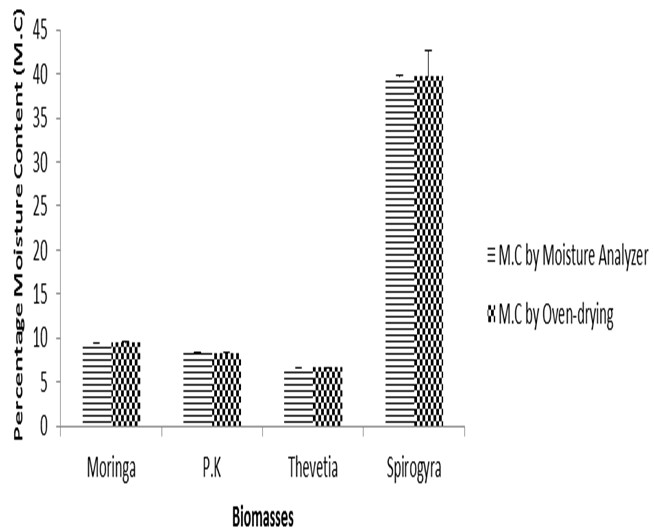 Percentage Moisture Content (M.C)
45
40
35
30
25
20
15
10
5
0
Moringa P.K Thevetia Spirogyra
Biomasses
M.C by Moisture Analyzer
M.C by Oven-drying